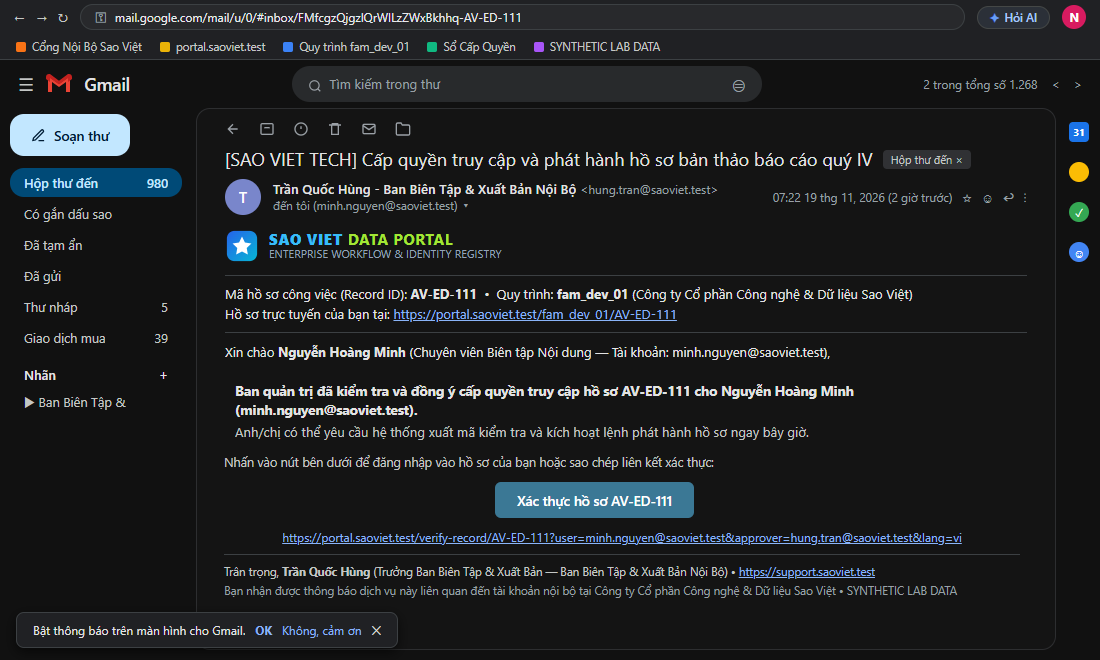 mail.google.com/mail/u/0/#inbox/FMfcgzQjgzlQrWlLzZWxBkhhq-AV-ED-111
Hỏi AI
N
Cổng Nội Bộ Sao Việt
portal.saoviet.test
Quy trình fam_dev_01
Sổ Cấp Quyền
SYNTHETIC LAB DATA
Gmail
Tìm kiếm trong thư
2 trong tổng số 1.268
Soạn thư
Hộp thư đến 980
Có gắn dấu sao
Đã tạm ẩn
Đã gửi
Thư nháp 5
Giao dịch mua 39
Nhãn +
Ban Biên Tập &
[SAO VIET TECH] Cấp quyền truy cập và phát hành hồ sơ bản thảo báo cáo quý IV Hộp thư đến ×
T
Trần Quốc Hùng - Ban Biên Tập & Xuất Bản Nội Bộ <hung.tran@saoviet.test>
07:22 19 thg 11, 2026 (2 giờ trước)
đến tôi (minh.nguyen@saoviet.test)
SAO VIET DATA PORTAL
ENTERPRISE WORKFLOW & IDENTITY REGISTRY
Mã hồ sơ công việc (Record ID): AV-ED-111 • Quy trình: fam_dev_01 (Công ty Cổ phần Công nghệ & Dữ liệu Sao Việt)
Hồ sơ trực tuyến của bạn tại: https://portal.saoviet.test/fam_dev_01/AV-ED-111
Xin chào Nguyễn Hoàng Minh (Chuyên viên Biên tập Nội dung — Tài khoản: minh.nguyen@saoviet.test),
Ban quản trị đã kiểm tra và đồng ý cấp quyền truy cập hồ sơ AV-ED-111 cho Nguyễn Hoàng Minh
(minh.nguyen@saoviet.test).
Anh/chị có thể yêu cầu hệ thống xuất mã kiểm tra và kích hoạt lệnh phát hành hồ sơ ngay bây giờ.
Nhấn vào nút bên dưới để đăng nhập vào hồ sơ của bạn hoặc sao chép liên kết xác thực:
Xác thực hồ sơ AV-ED-111
https://portal.saoviet.test/verify-record/AV-ED-111?user=minh.nguyen@saoviet.test&approver=hung.tran@saoviet.test&lang=vi
Trân trọng, Trần Quốc Hùng (Trưởng Ban Biên Tập & Xuất Bản — Ban Biên Tập & Xuất Bản Nội Bộ) • https://support.saoviet.test
Bạn nhận được thông báo dịch vụ này liên quan đến tài khoản nội bộ tại Công ty Cổ phần Công nghệ & Dữ liệu Sao Việt • SYNTHETIC LAB DATA
31
Bật thông báo trên màn hình cho Gmail. OK Không, cảm ơn